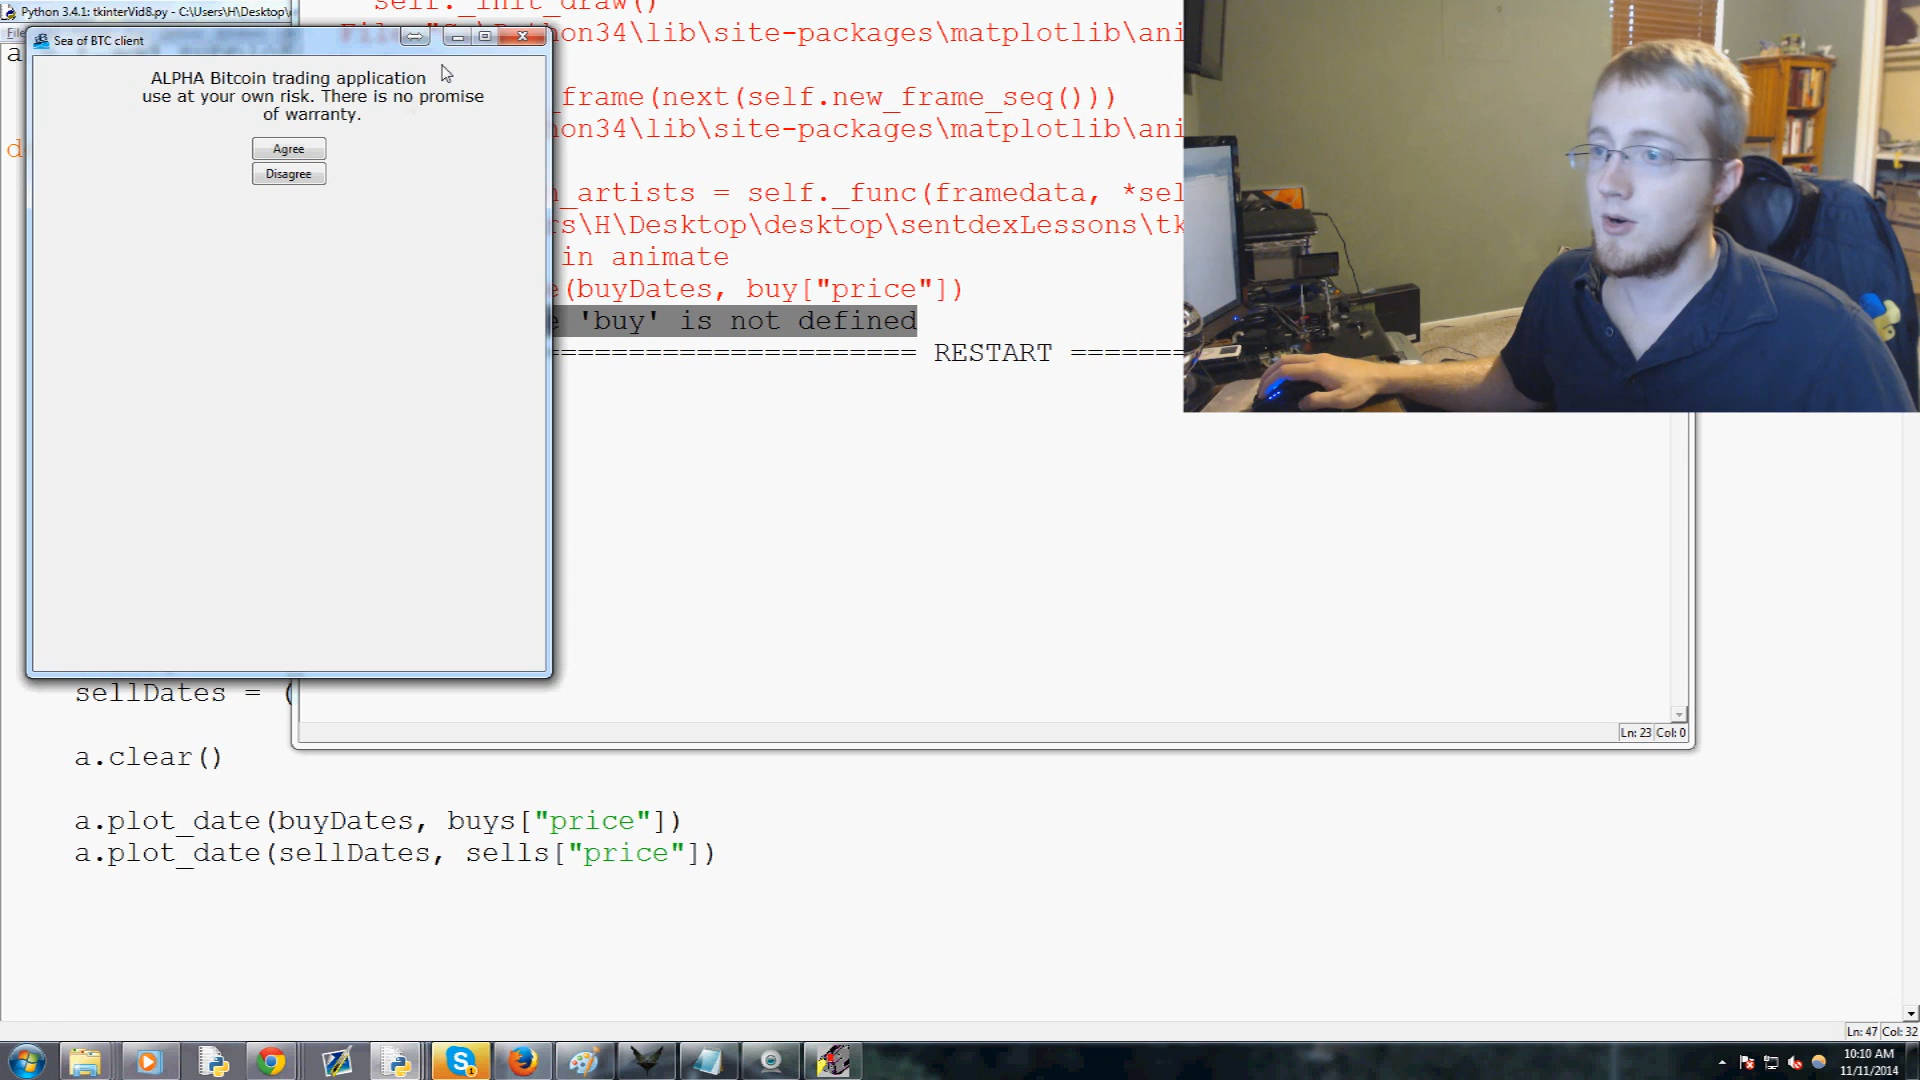 Python 3.4.1: tkinterVid8.py - C:\Users\H\Desktop\
self._init_draw()
Sea of BTC client
on34\lib\site-packages\matplotlib\ani
ALPHA Bitcoin trading application
use at your own risk. There is no promise
of warranty.
_frame(next(self.new_frame_seq()))
on34\lib\site-packages\matplotlib\ani
Agree
Disagree
_artists = self._func(framedata, *sel
s\H\Desktop\desktop\sentdexLessons\tk
in animate
(buyDates, buy["price"])
'buy' is not defined
====================== RESTART =======
Ln: 23 Col: 0
sellDates = (
a.clear()
a.plot_date(buyDates, buys["price"])
a.plot_date(sellDates, sells["price"])
Ln: 47 Col: 32
10:10 AM
11/11/2014